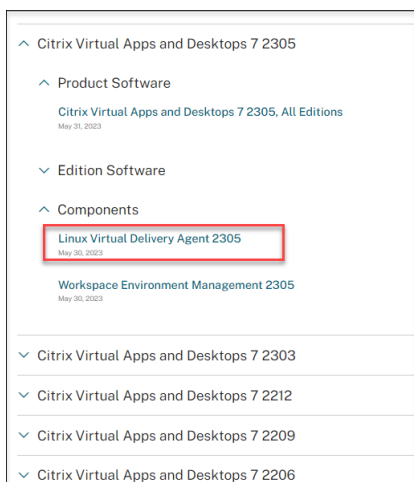 Citrix Virtual Apps and Desktops 7 2305
Product Software
Citrix Virtual Apps and Desktops 7 2305, All Editions
May 31, 2023
Edition Software
Components
Linux Virtual Delivery Agent 2305
May 30, 2023
Workspace Environment Management 2305
May 30, 2023
Citrix Virtual Apps and Desktops 7 2303
Citrix Virtual Apps and Desktops 7 2212
Citrix Virtual Apps and Desktops 7 2209
Citrix Virtual Apps and Desktops 7 2206